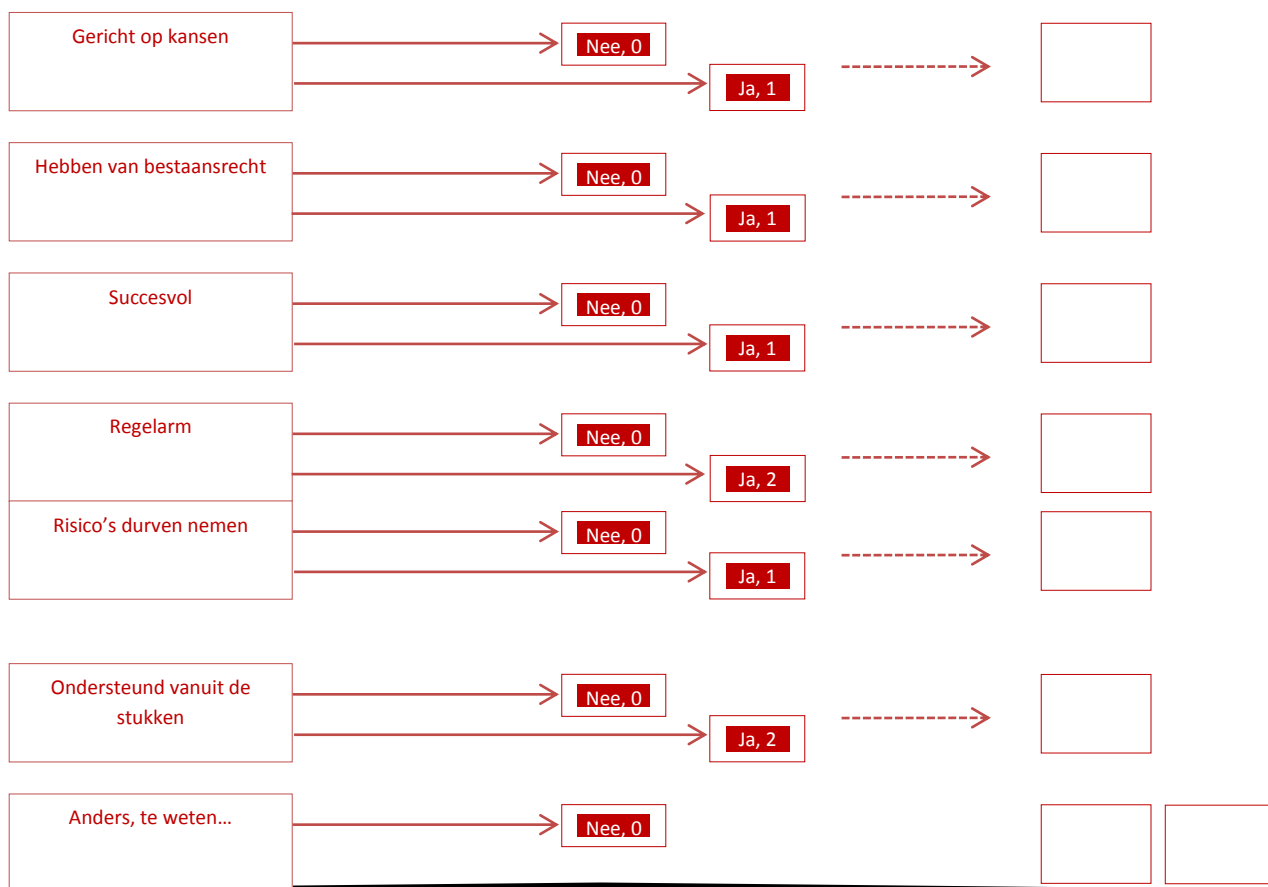 Gericht op kansen
Nee, 0
Ja, 1
Hebben van bestaansrecht
Nee, 0
Ja, 1
Succesvol
Nee, 0
Ja, 1
Regelarm
Nee, 0
Ja, 2
Risico’s durven nemen
Nee, 0
Ja, 1
Ondersteund vanuit de
stukken
Nee, 0
Ja, 2
Anders, te weten…
Nee, 0